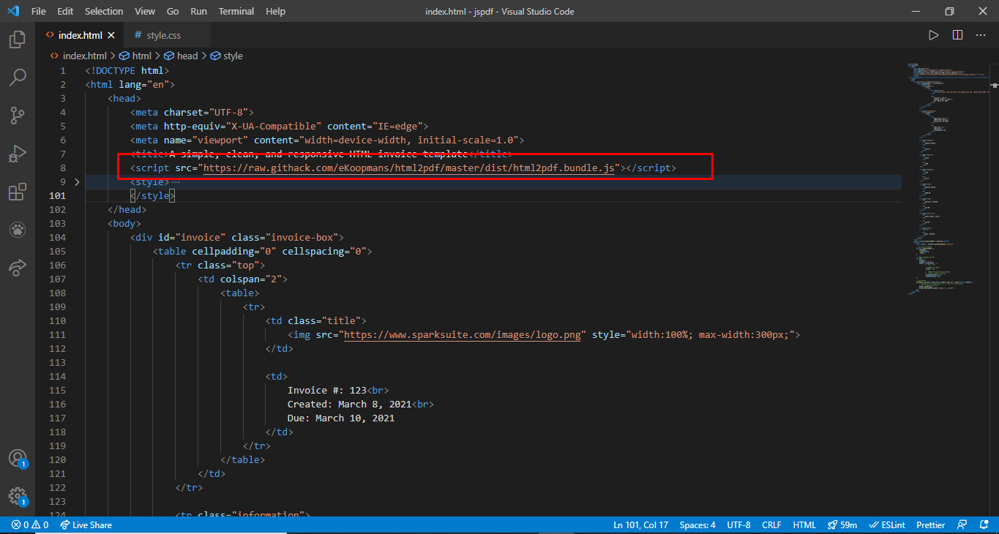 File Edit Selection View Go Run Terminal Help index.html - jspdf - Visual Studio Code
<> index.html # style.css
<> index.html > html > head > style
1 <!DOCTYPE html>
2 <html lang="en">
3 <head>
4 <meta charset="UTF-8">
5 <meta http-equiv="X-UA-Compatible" content="IE=edge">
6 <meta name="viewport" content="width=device-width, initial-scale=1.0">
7 <title>A simple, clean, and responsive HTML invoice template</title>
8 <script src="https://raw.githack.com/eKoopmans/html2pdf/master/dist/html2pdf.bundle.js"></script>
9 <style>…
101 </style>
102 </head>
103 <body>
104 <div id="invoice" class="invoice-box">
105 <table cellpadding="0" cellspacing="0">
106 <tr class="top">
107 <td colspan="2">
108 <table>
109 <tr>
110 <td class="title">
111 <img src="https://www.sparksuite.com/images/logo.png" style="width:100%; max-width:300px;">
112 </td>
113
114 <td>
115 Invoice #: 123<br>
116 Created: March 8, 2021<br>
117 Due: March 10, 2021
118 </td>
119 </tr>
120 </table>
121 </td>
122 </tr>
123
124 <tr class="information">
1
1
0 0 Live Share Ln 101, Col 17 Spaces: 4 UTF-8 CRLF HTML 59m ESLint Prettier